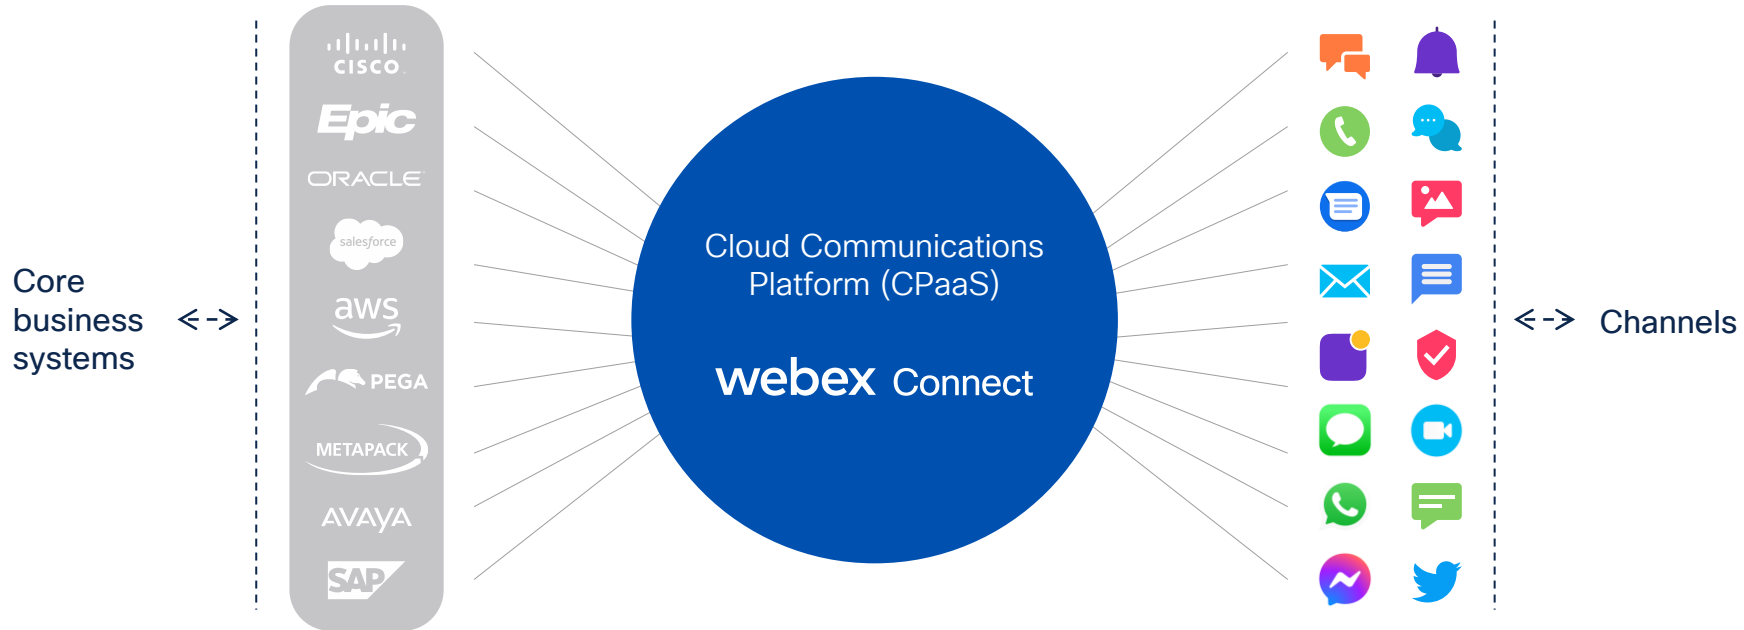 Core
business
systems
CISCO
Epic
ORACLE
salesforce
aws
PEGA
METAPACK
AVAYA
SAP
Cloud Communications
Platform (CPaaS)
webex Connect
Channels